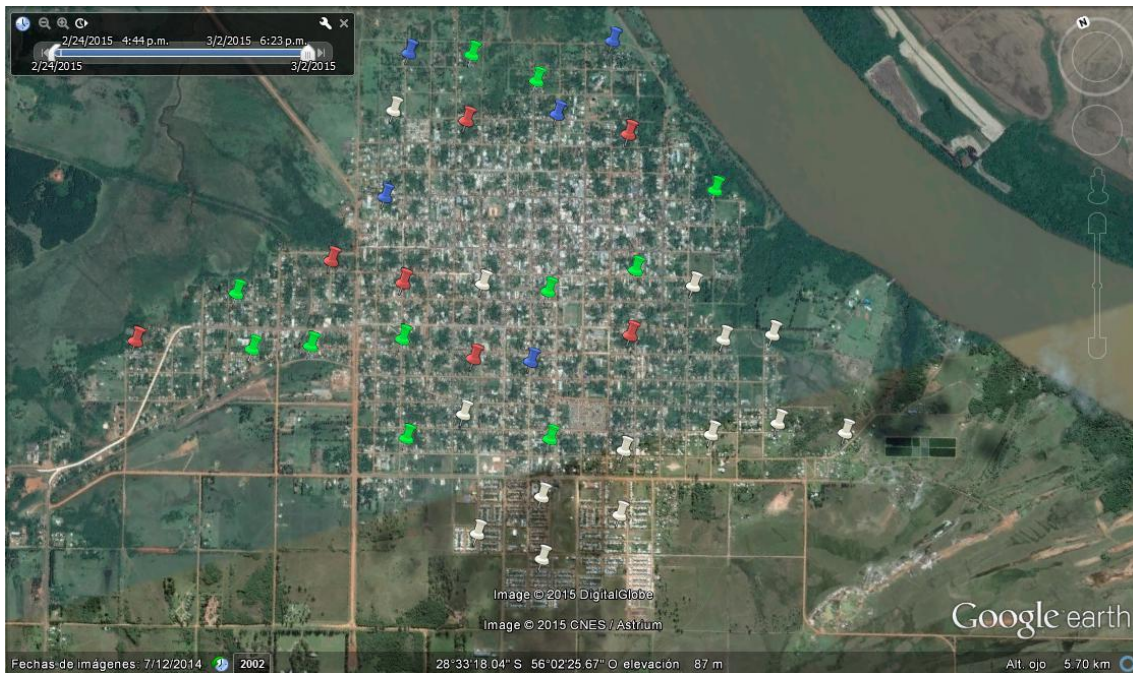 2/24/2015 4:44 p.m. 3/2/2015 6:23 p.m.
2/24/2015 3/2/2015
N
Image © 2015 DigitalGlobe
Image © 2015 CNES / Astrium
Google earth
Fechas de imágenes: 7/12/2014 2002 28°33'18.04" S 56°02'25.67" O elevación 87 m Alt. ojo 5.70 km